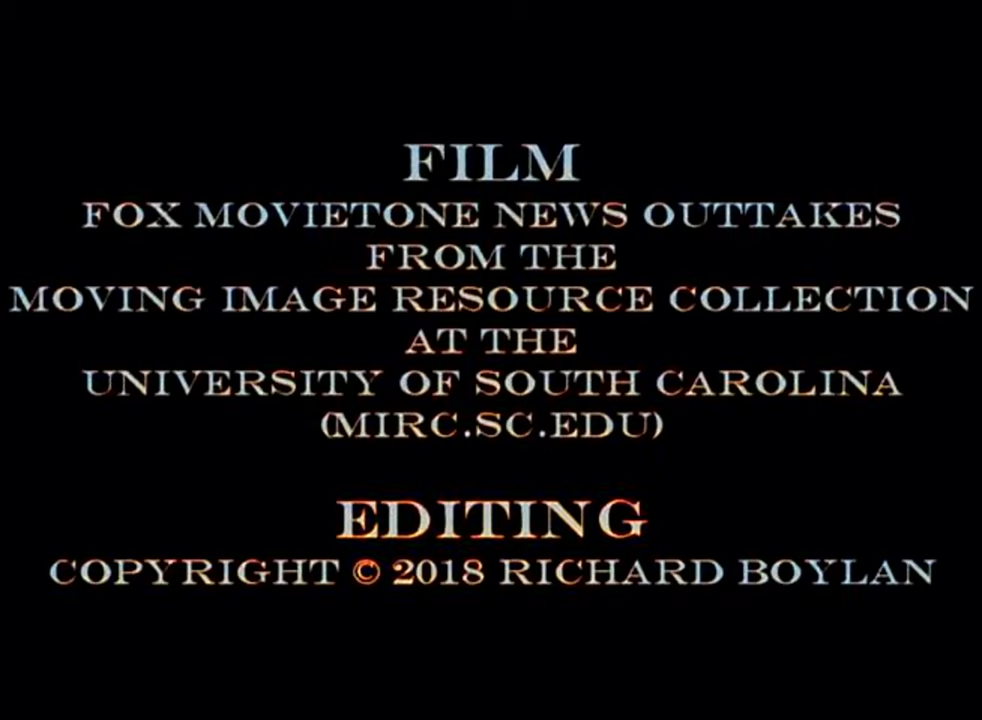 FILM
FOX MOVIETONE NEWS OUTTAKES
FROM THE
MOVING IMAGE RESOURCE COLLECTION
AT THE
UNIVERSITY OF SOUTH CAROLINA
(MIRC.SC.EDU)
EDITING
COPYRIGHT © 2018 RICHARD BOYLAN